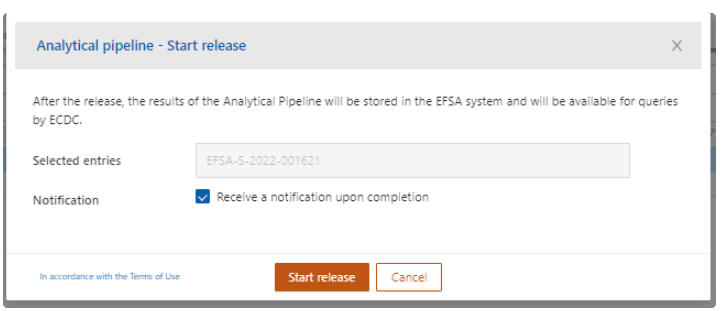 Analytical pipeline - Start release
After the release, the results of the Analytical Pipeline will be stored in the EFSA system and will be available for queries
by ECDC.
Selected entries
EFSA-S-2022-001621
Notification
Receive a notification upon completion
In accordance with the Terms of Use
Start release
Cancel